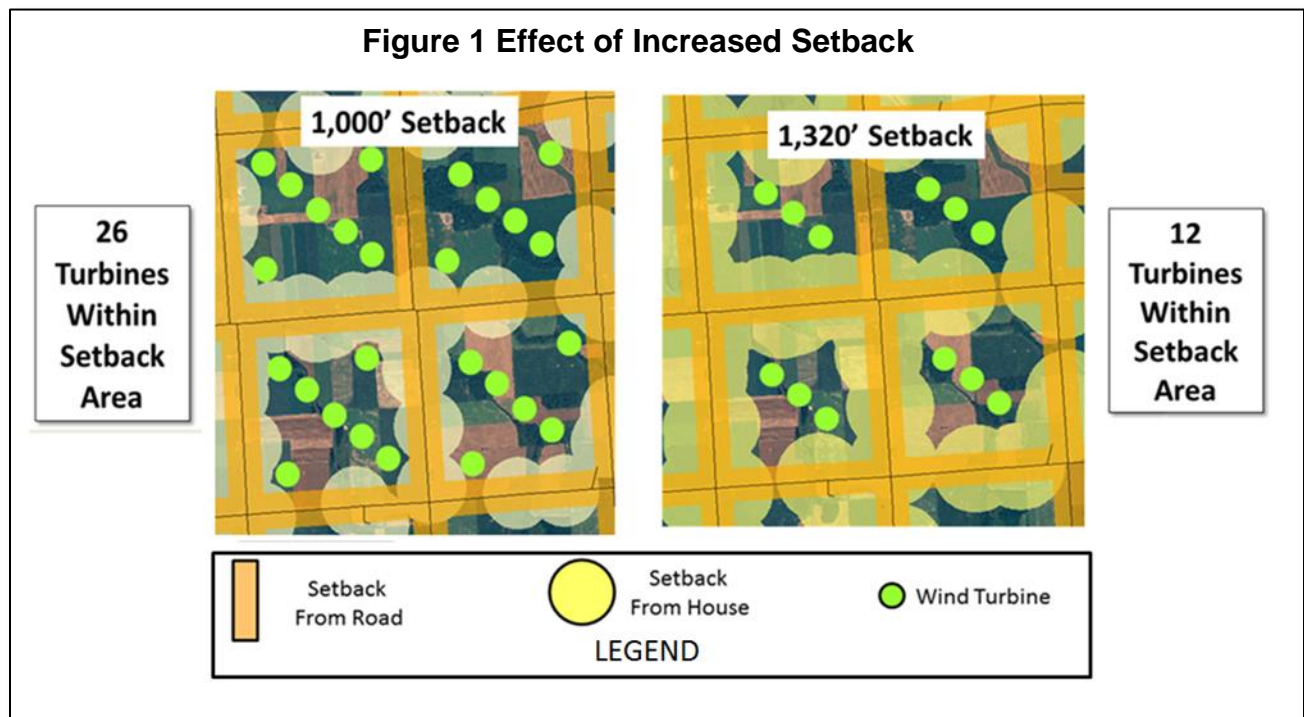 Figure 1 Effect of Increased Setback
1,000’ Setback
1,320’ Setback
26
Turbines
Within
Setback
Area
12
Turbines
Within
Setback
Area
Setback
From Road
Setback
From House
Wind Turbine
LEGEND